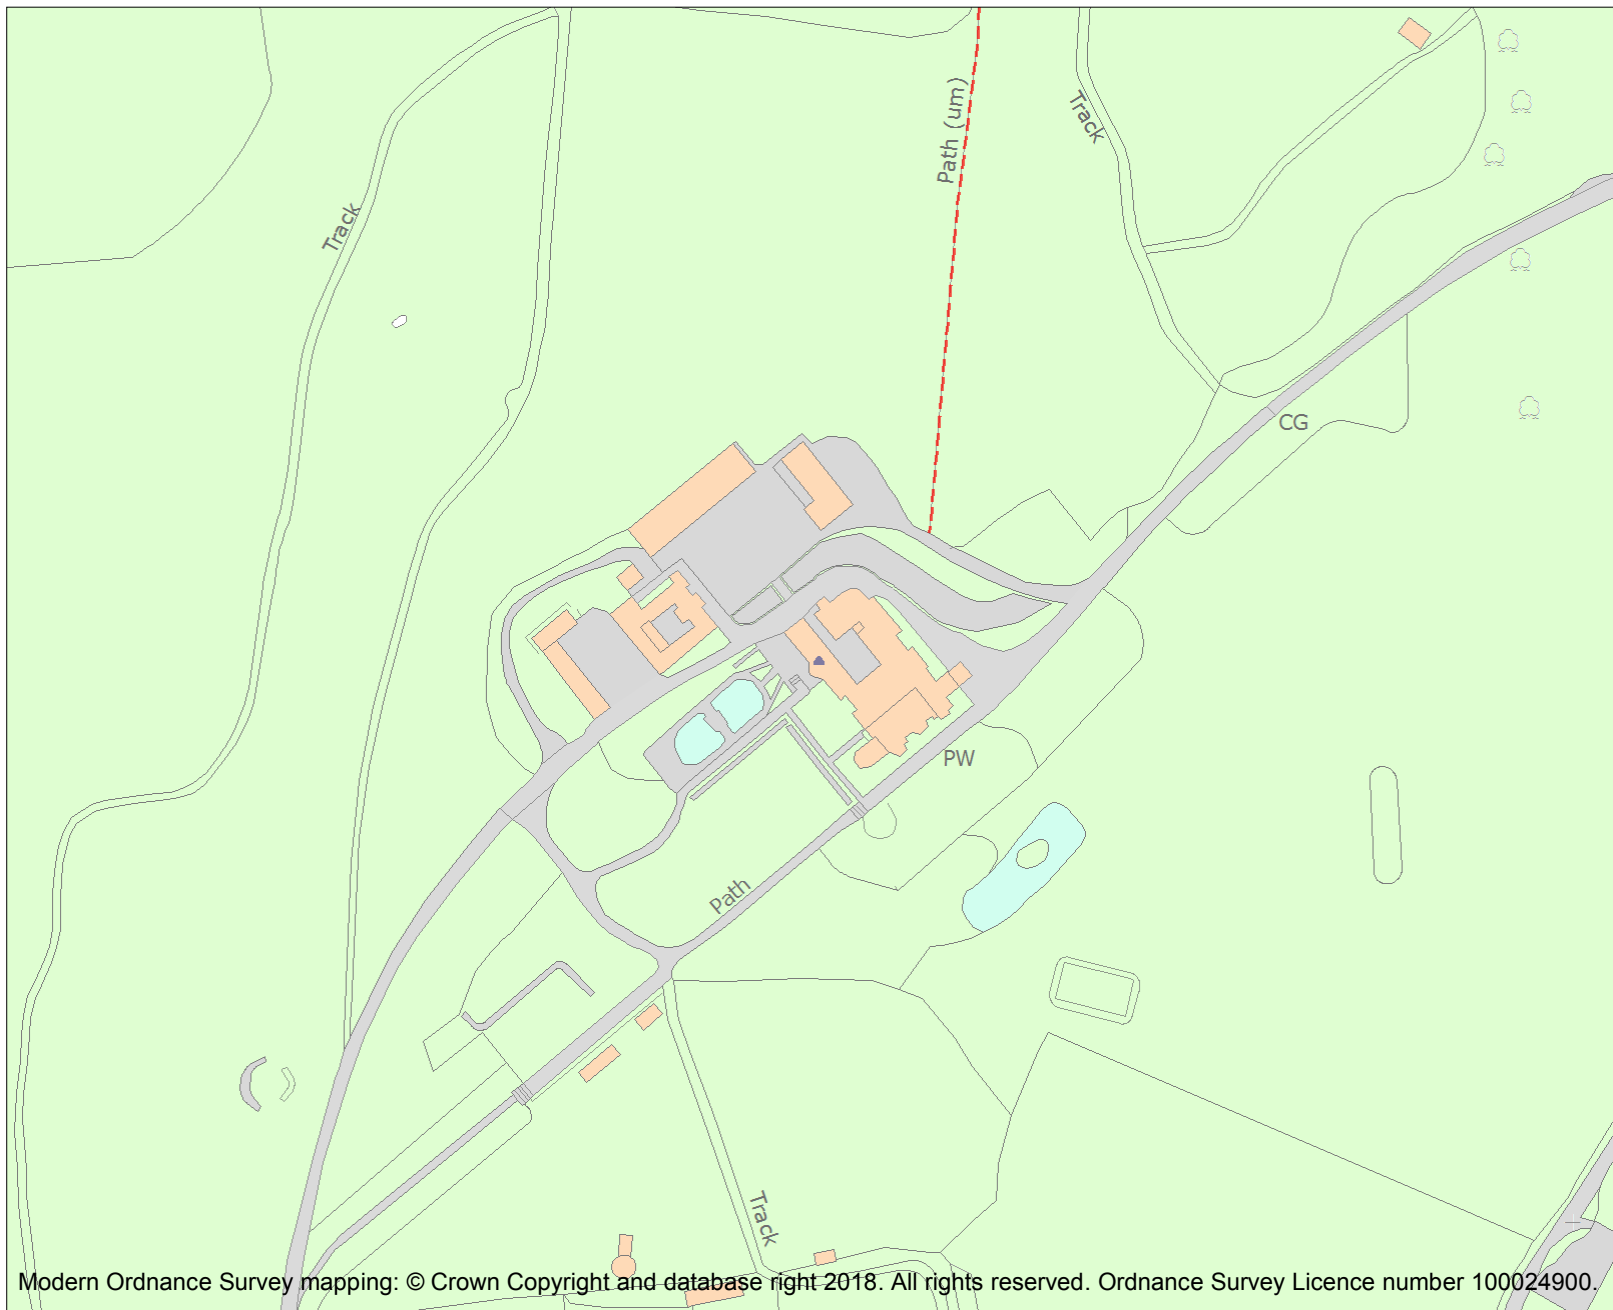 Path (um)
Track
Track
CG
PW
Path
Track
Modern Ordnance Survey mapping: © Crown Copyright and database right 2018. All rights reserved. Ordnance Survey Licence number 100024900.